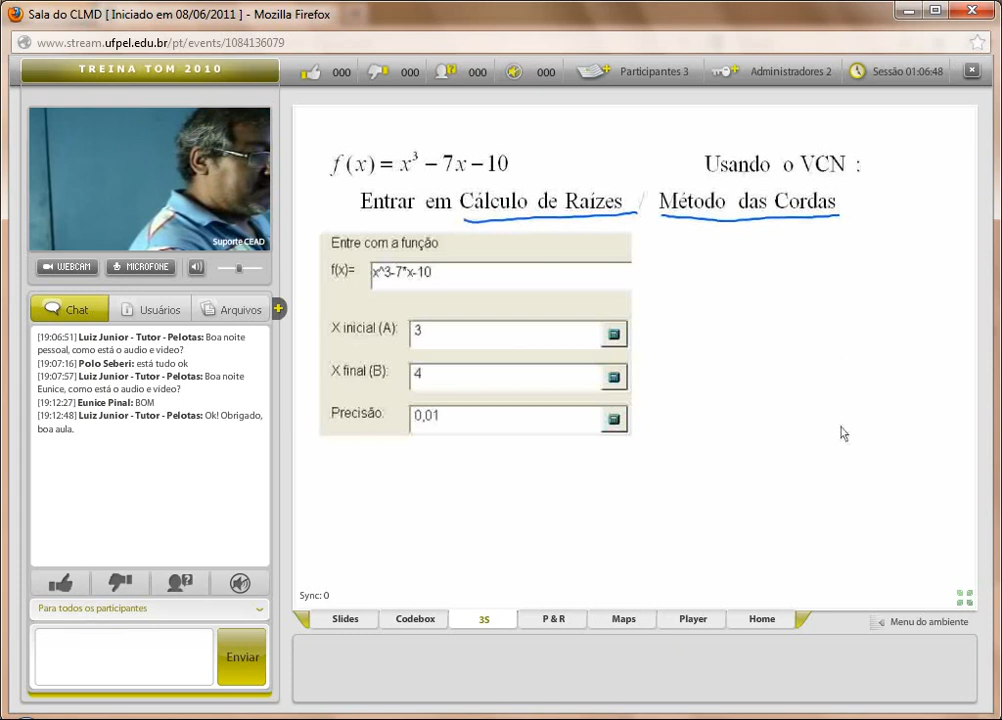 Sala do CLMD [ Iniciado em 08/06/2011 ] - Mozilla Firefox
www.stream.ufpel.edu.br/pt/events/1084136079
TREINA TOM 2010
000
000
000
000
Participantes 3
Administradores 2
Sessão 01:06:48
Suporte CEAD
WEBCAM
MICROFONE
Chat
Usuários
Arquivos
[19:06:51] Luiz Junior - Tutor - Pelotas: Boa noite
pessoal, como está o audio e video?
[19:07:16] Polo Seberi: está tudo ok
[19:07:57] Luiz Junior - Tutor - Pelotas: Boa noite
Eunice, como está o audio e vídeo?
[19:12:27] Eunice Pinal: BOM
[19:12:48] Luiz Junior - Tutor - Pelotas: Ok! Obrigado,
boa aula.
Para todos os participantes
Enviar
f(x) = x³ − 7x − 10
Usando o VCN :
Entrar em Cálculo de Raízes / Método das Cordas
Entre com a função
f(x)= x^3-7*x-10
X inicial (A): 3
X final (B): 4
Precisão: 0,01
Sync: 0
Slides
Codebox
35
P & R
Maps
Player
Home
Menu do ambiente